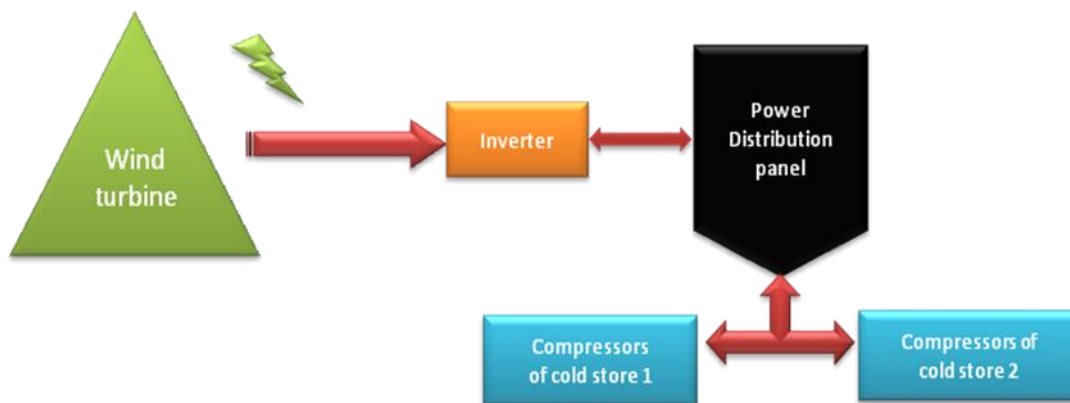 Wind
turbine
Inverter
Power
Distribution
panel
Compressors
of cold store 1
Compressors of
cold store 2